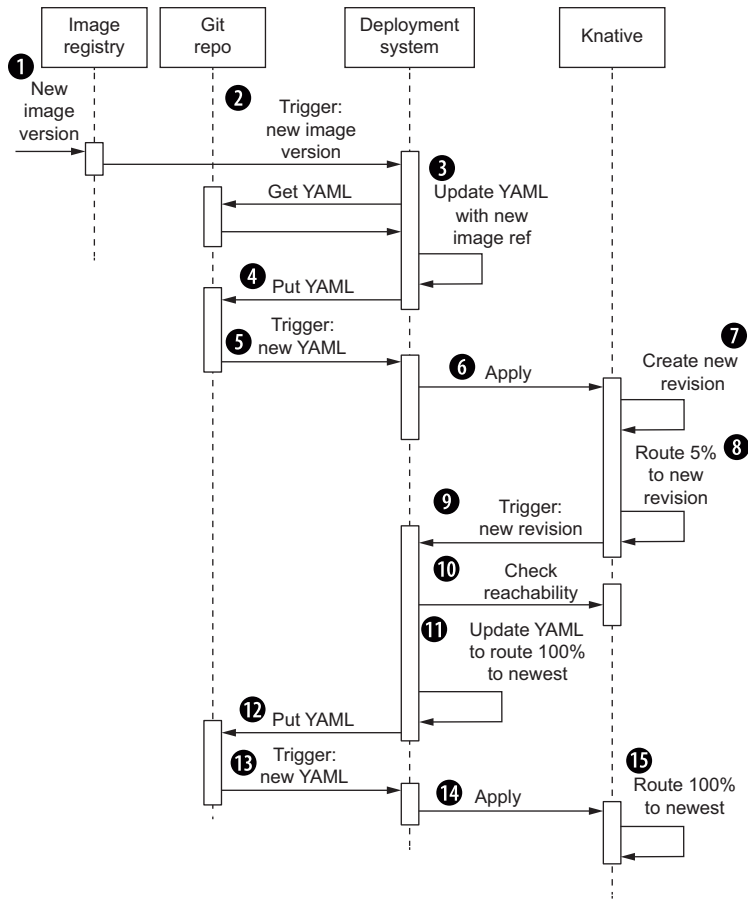 Image
registry
Git
repo
Deployment
system
Knative
1
New
image
version
2
Trigger:
new image
version
3
Update YAML
with new
image ref
Get YAML
4
Put YAML
5
Trigger:
new YAML
6
Apply
7
Create new
revision
8
Route 5%
to new
revision
9
Trigger:
new revision
10
Check
reachability
11
Update YAML
to route 100%
to newest
12
Put YAML
13
Trigger:
new YAML
14
Apply
15
Route 100%
to newest